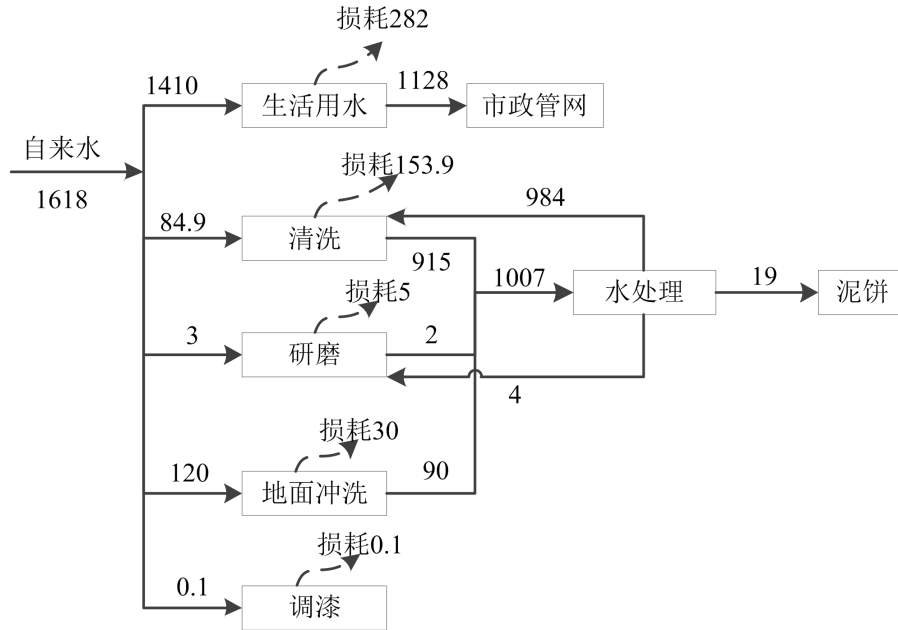 损耗282
1410
生活用水
1128
市政管网
自来水
1618
损耗153.9
84.9
清洗
984
915
1007
水处理
19
泥饼
损耗5
3
研磨
2
4
损耗30
120
地面冲洗
90
损耗0.1
0.1
调漆